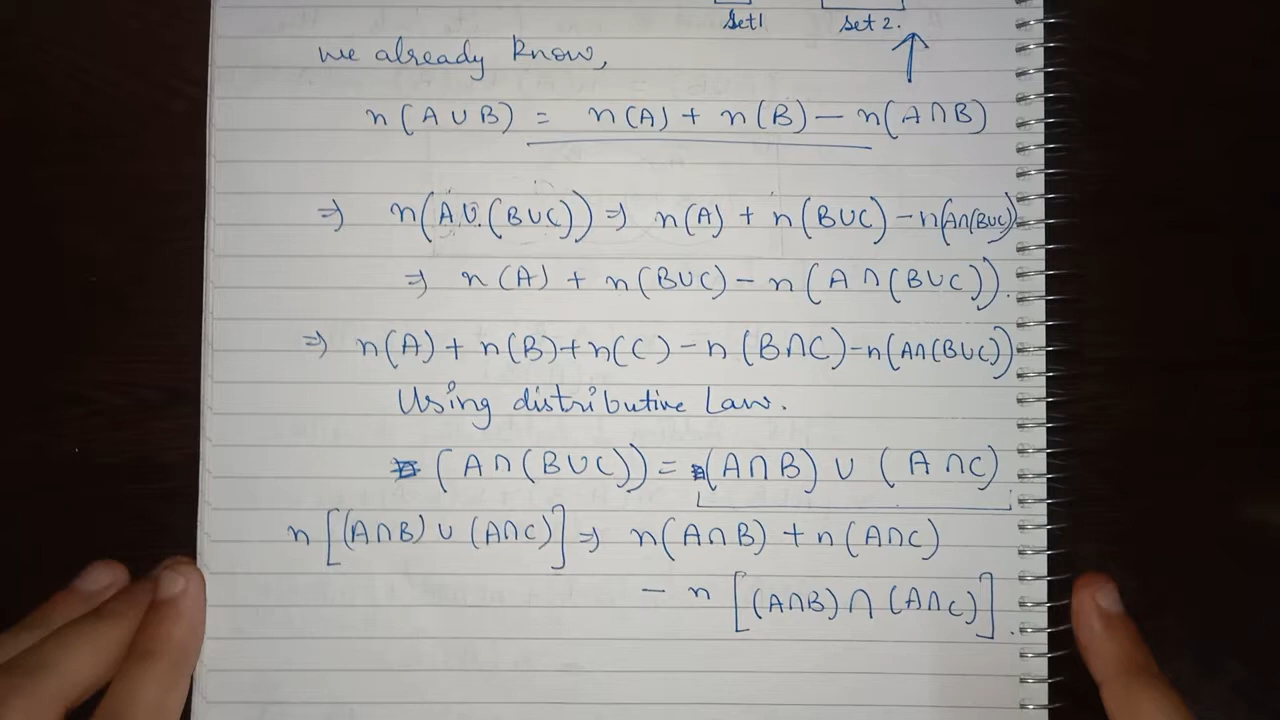 Set1 Set 2.
We already know,
n(A∪B) = n(A) + n(B) − n(A∩B)
⇒ n(A∪(B∪C)) ⇒ n(A) + n(B∪C) − n(A∩(B∪C))
⇒ n(A) + n(B∪C) − n(A∩(B∪C)).
⇒ n(A) + n(B) + n(C) − n(B∩C) − n(A∩(B∪C))
Using distributive Law.
(A∩(B∪C)) = (A∩B) ∪ (A∩C)
n[(A∩B) ∪ (A∩C)] ⇒ n(A∩B) + n(A∩C)
− n[(A∩B) ∩ (A∩C)].